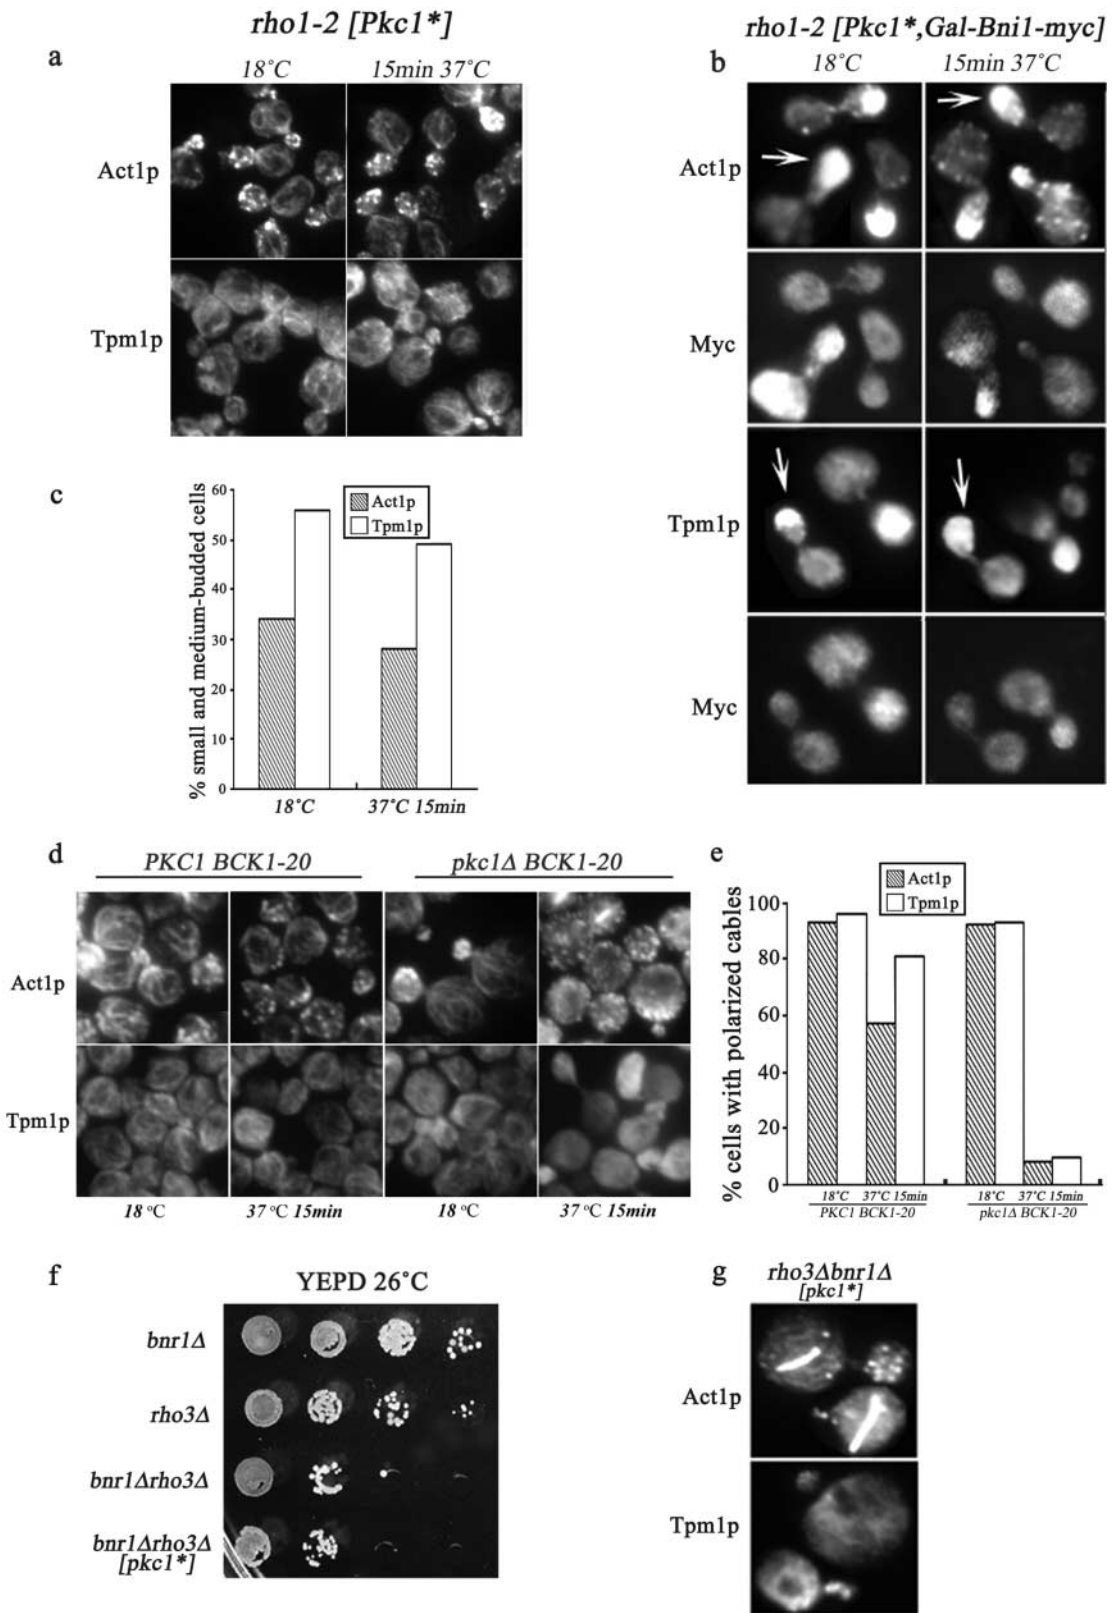 rho1-2 [Pkc1*]
a
18˚C
15min 37˚C
Act1p
Tpm1p
rho1-2 [Pkc1*,Gal-Bni1-myc]
b
18˚C
15min 37˚C
Act1p
Myc
Tpm1p
Myc
c
% small and medium-budded cells
60
50
40
30
20
10
0
Act1p
Tpm1p
18˚C
37˚C 15min
d
PKC1 BCK1-20
pkc1Δ BCK1-20
Act1p
Tpm1p
18 °C
37 °C 15min
18 °C
37 °C 15min
e
% cells with polarized cables
100
80
60
40
20
0
Act1p
Tpm1p
18˚C
37˚C 15min
18˚C
37˚C 15min
PKC1 BCK1-20
pkc1Δ BCK1-20
f
YEPD 26˚C
bnr1Δ
rho3Δ
bnr1Δrho3Δ
bnr1Δrho3Δ
[pkc1*]
g
rho3Δbnr1Δ
[pkc1*]
Act1p
Tpm1p